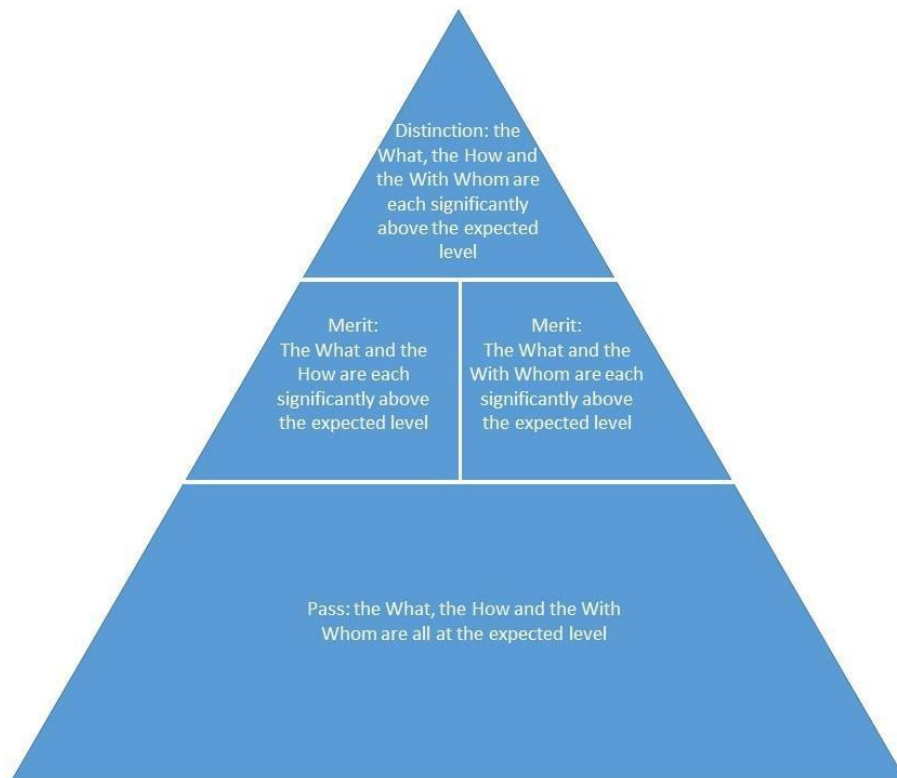 Distinction: the
What, the How and
the With Whom are
each significantly
above the expected
level
Merit:
The What and the
How are each
significantly above
the expected level
Merit:
The What and the
With Whom are each
significantly above
the expected level
Pass: the What, the How and the With
Whom are all at the expected level